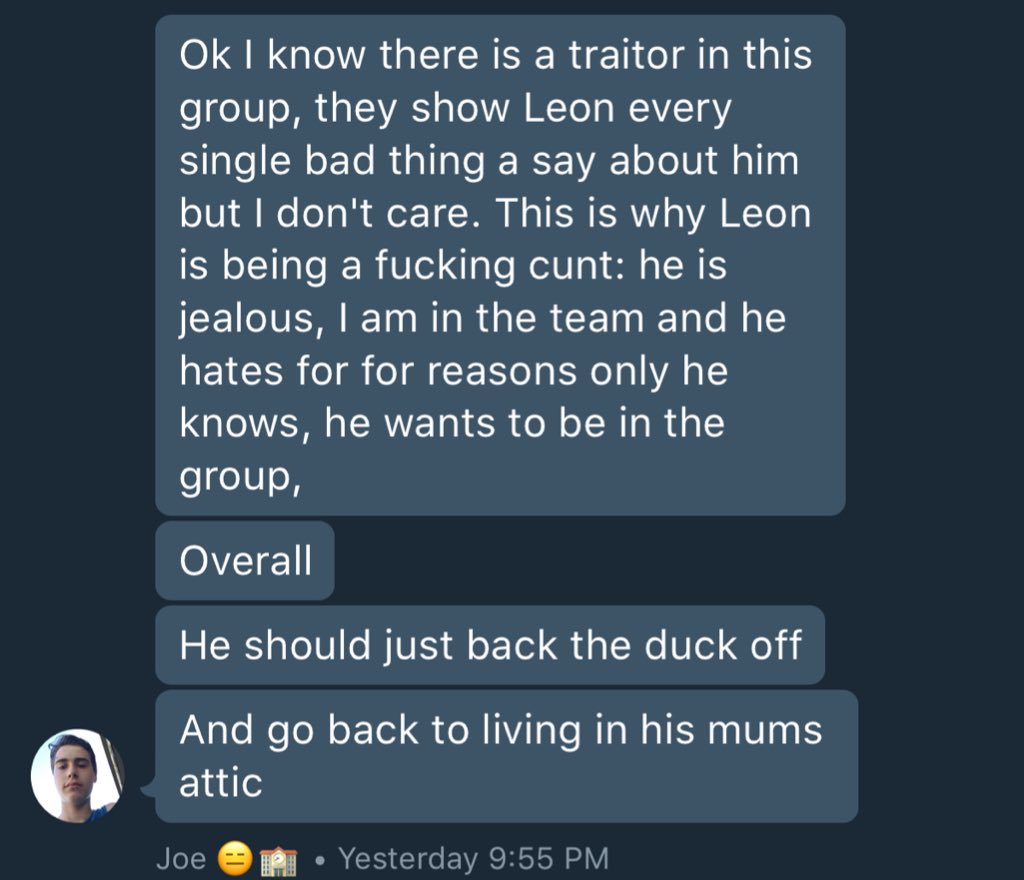 Ok I know there is a traitor in this
group, they show Leon every
single bad thing a say about him
but I don't care. This is why Leon
is being a fucking cunt: he is
jealous, I am in the team and he
hates for for reasons only he
knows, he wants to be in the
group,
Overall
He should just back the duck off
And go back to living in his mums
attic
Joe 😑🏫 • Yesterday 9:55 PM